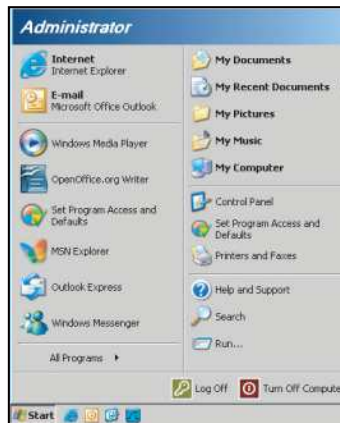 Administrator
Internet
Internet Explorer
E-mail
Microsoft Office Outlook
Windows Media Player
OpenOffice.org Writer
Set Program Access and
Defaults
MSN Explorer
Outlook Express
Windows Messenger
All Programs
My Documents
My Recent Documents
My Pictures
My Music
My Computer
Control Panel
Set Program Access and
Defaults
Printers and Faxes
Help and Support
Search
Run...
Log Off
Turn Off Compute
Start